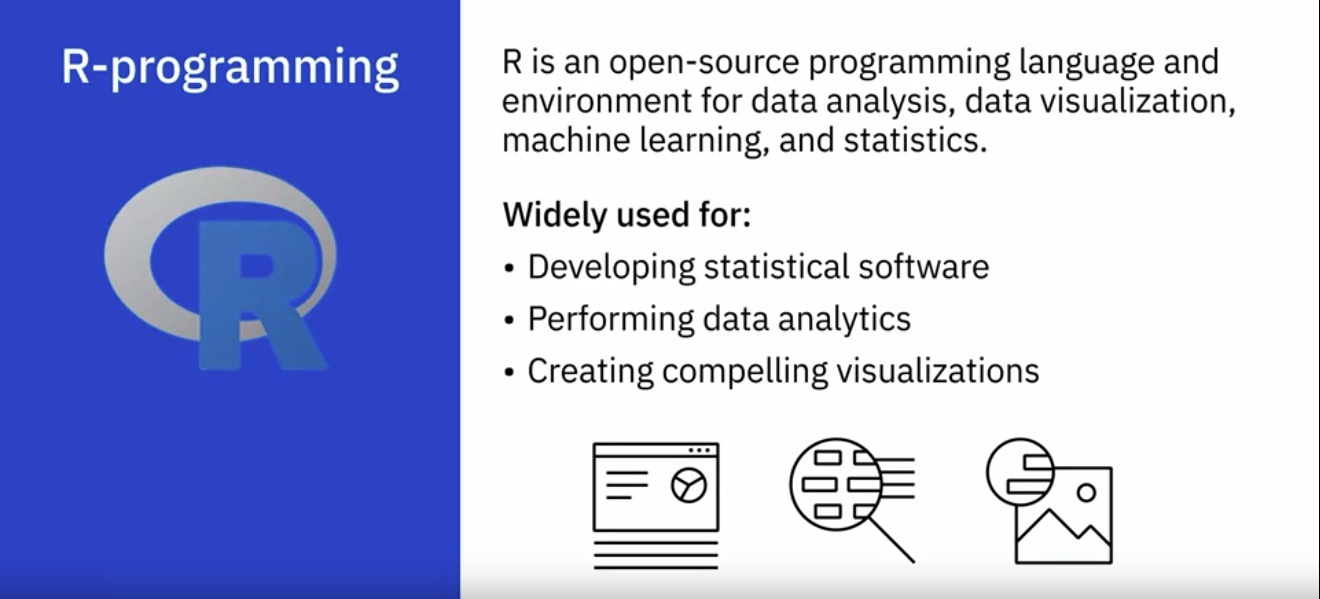 R-programming
R
R is an open-source programming language and
environment for data analysis, data visualization,
machine learning, and statistics.
Widely used for:
• Developing statistical software
• Performing data analytics
• Creating compelling visualizations